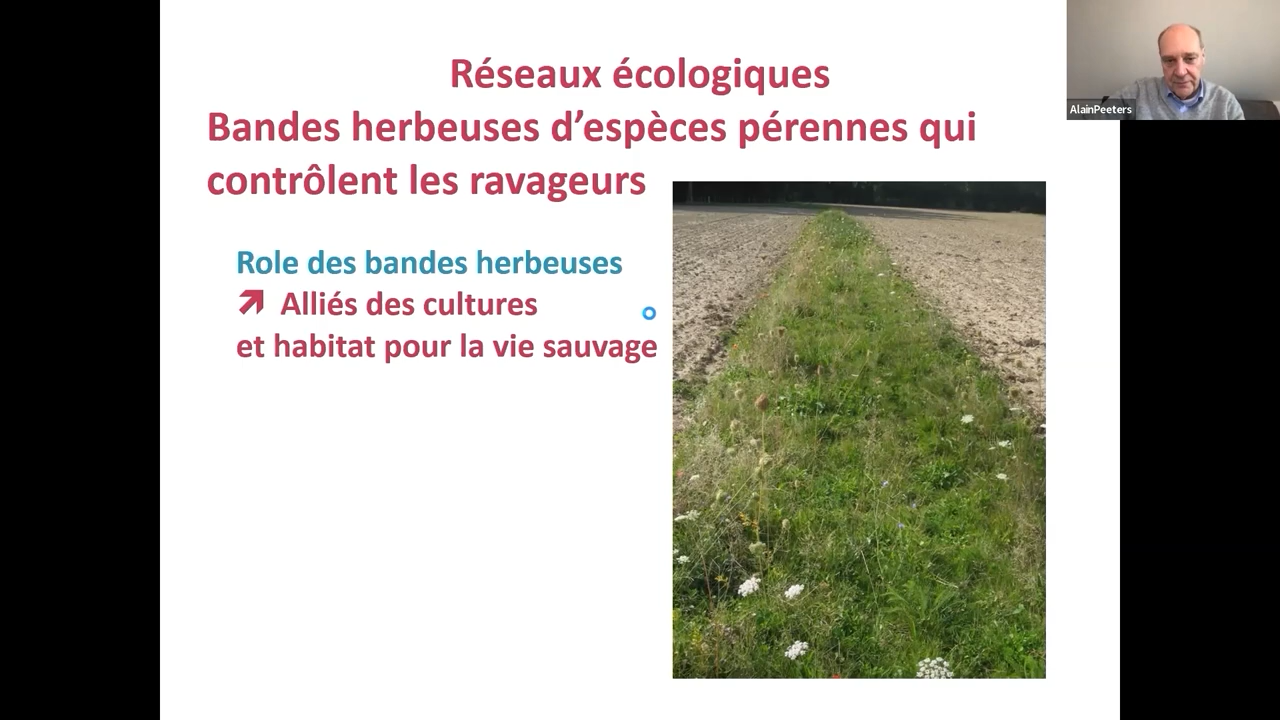 Réseaux écologiques
Bandes herbeuses d’espèces pérennes qui
contrôlent les ravageurs
Role des bandes herbeuses
Alliés des cultures
et habitat pour la vie sauvage
AlainPeeters